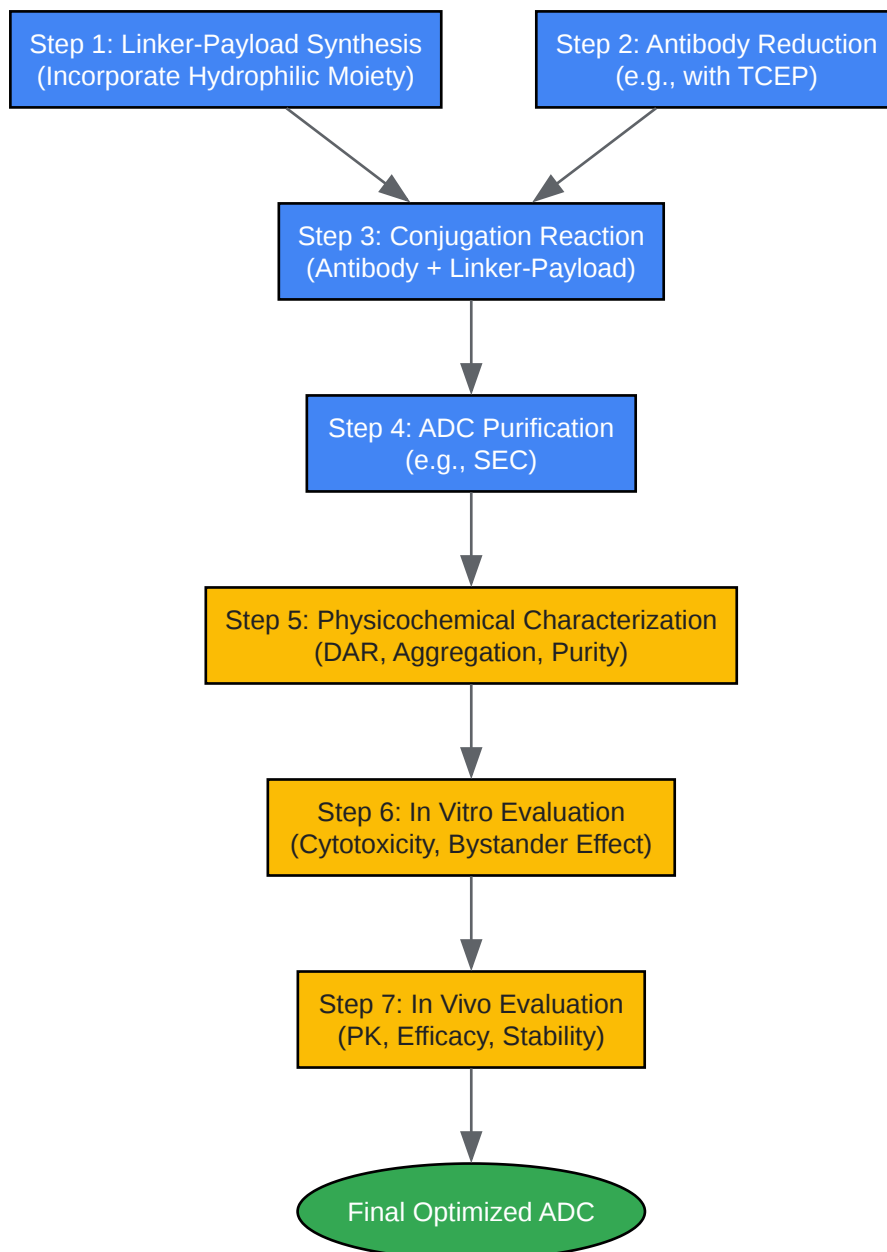 Step 1: Linker-Payload Synthesis
(Incorporate Hydrophilic Moiety)
Step 2: Antibody Reduction
(e.g., with TCEP)
Step 3: Conjugation Reaction
(Antibody + Linker-Payload)
Step 4: ADC Purification
(e.g., SEC)
Step 5: Physicochemical Characterization
(DAR, Aggregation, Purity)
Step 6: In Vitro Evaluation
(Cytotoxicity, Bystander Effect)
Step 7: In Vivo Evaluation
(PK, Efficacy, Stability)
Final Optimized ADC